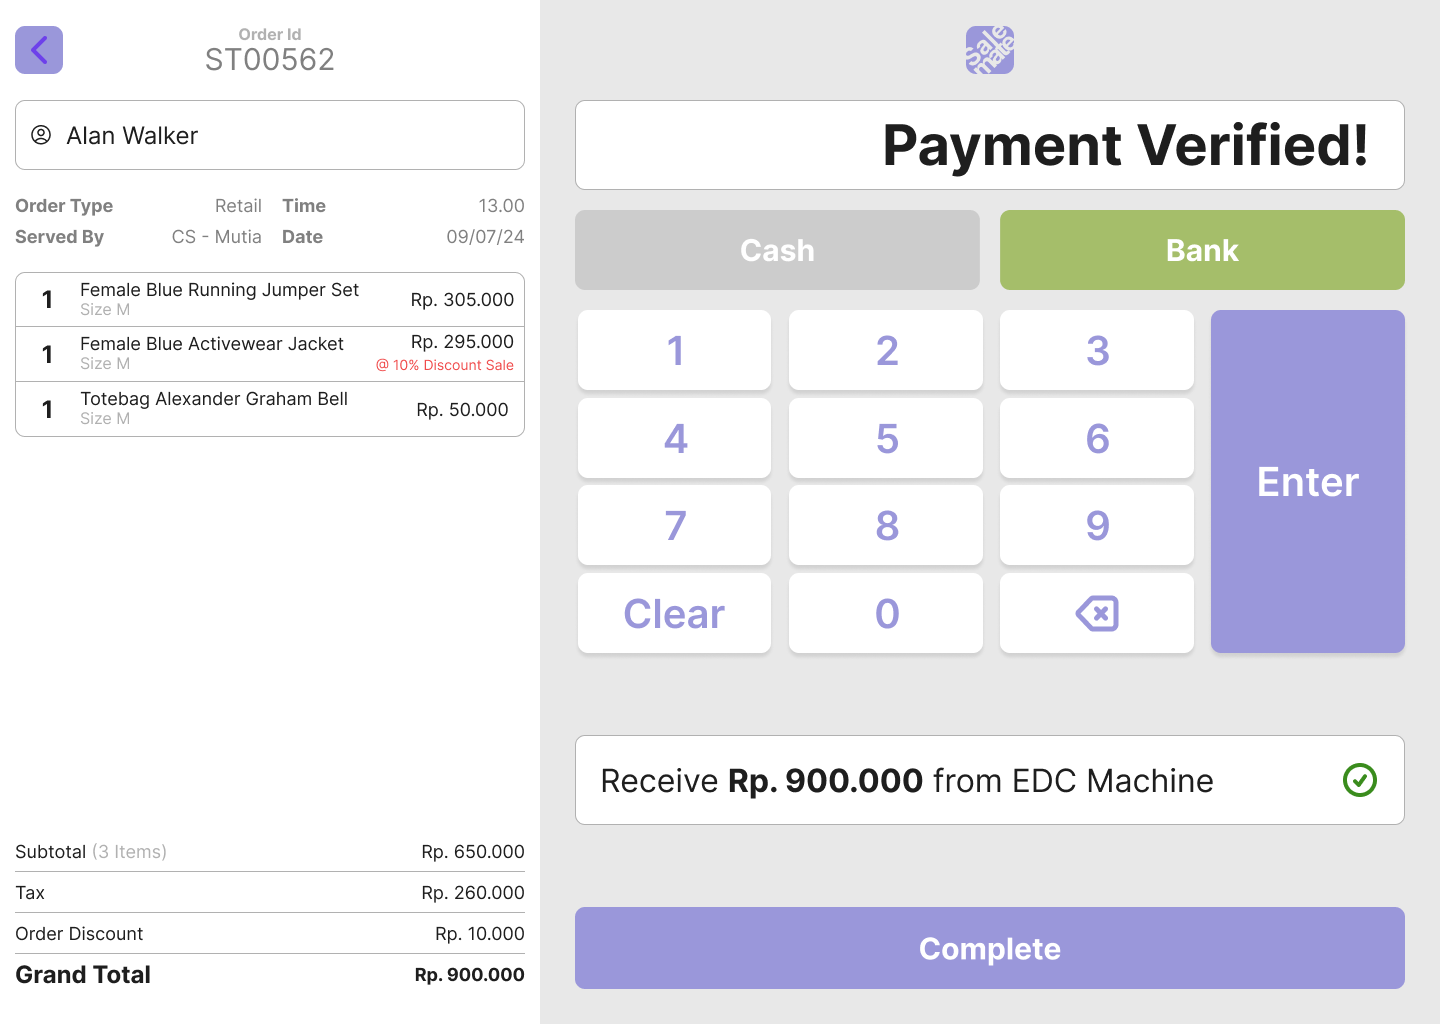 Order Id
ST00562
Alan Walker
Order Type Retail Time 13.00
Served By CS - Mutia Date 09/07/24
1 Female Blue Running Jumper Set Rp. 305.000
Size M
1 Female Blue Activewear Jacket Rp. 295.000
Size M @ 10% Discount Sale
1 Totebag Alexander Graham Bell Rp. 50.000
Size M
Subtotal (3 Items) Rp. 650.000
Tax Rp. 260.000
Order Discount Rp. 10.000
Grand Total Rp. 900.000
Sale
mate
Payment Verified!
Cash Bank
1 2 3
4 5 6
7 8 9
Clear 0
Enter
Receive Rp. 900.000 from EDC Machine
Complete